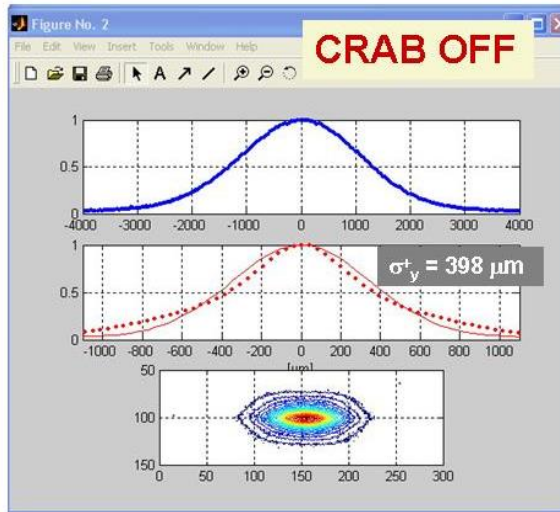 Figure No. 2
File Edit View Insert Tools Window Help
CRAB OFF
1
0.5
0
-4000 -3000 -2000 -1000 0 1000 2000 3000 4000
1
0.5
0
σ⁺y = 398 μm
-1000 -800 -600 -400 -200 0 200 400 600 800 1000
[μm]
50
100
150
0 50 100 150 200 250 300